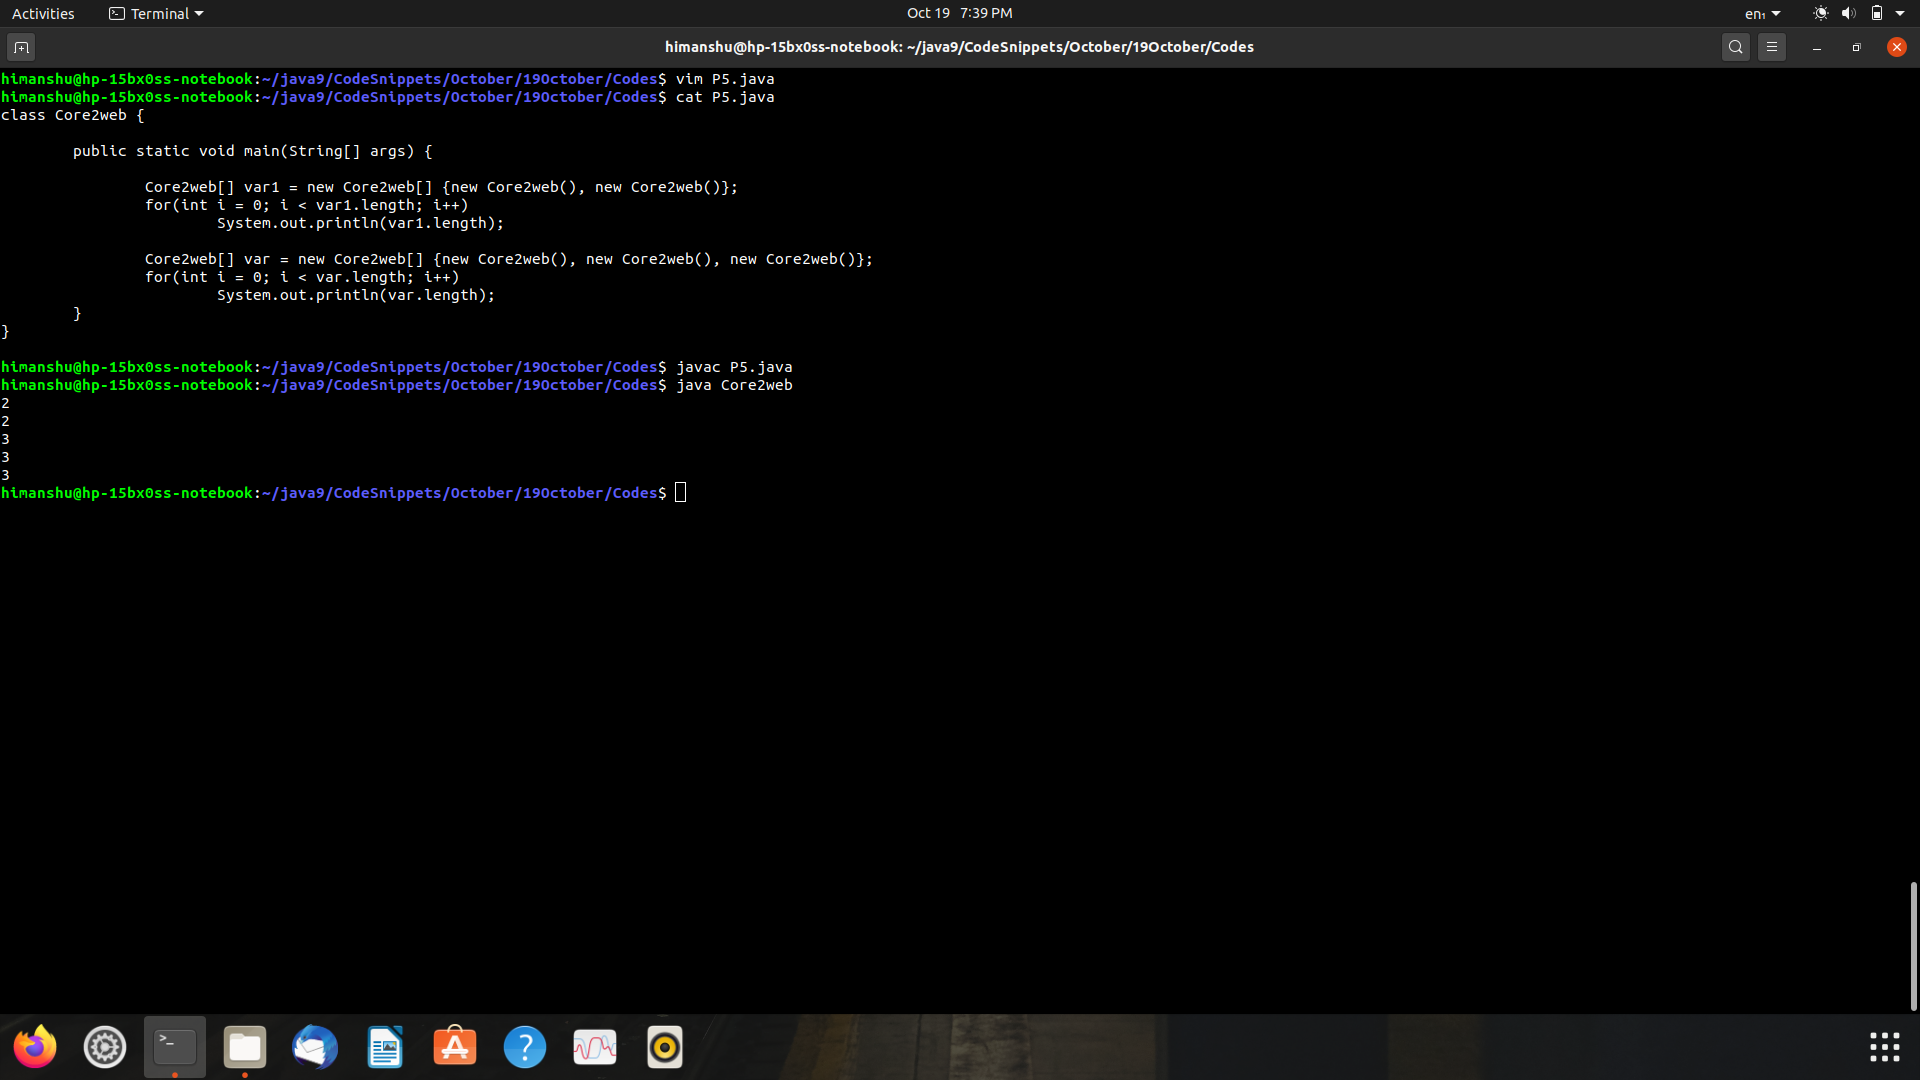 Activities Terminal Oct 19 7:39 PM en₁
himanshu@hp-15bx0ss-notebook: ~/java9/CodeSnippets/October/19October/Codes
himanshu@hp-15bx0ss-notebook:~/java9/CodeSnippets/October/19October/Codes$ vim P5.java
himanshu@hp-15bx0ss-notebook:~/java9/CodeSnippets/October/19October/Codes$ cat P5.java
class Core2web {
        public static void main(String[] args) {
                Core2web[] var1 = new Core2web[] {new Core2web(), new Core2web()};
                for(int i = 0; i < var1.length; i++)
                        System.out.println(var1.length);
                Core2web[] var = new Core2web[] {new Core2web(), new Core2web(), new Core2web()};
                for(int i = 0; i < var.length; i++)
                        System.out.println(var.length);
        }
}
himanshu@hp-15bx0ss-notebook:~/java9/CodeSnippets/October/19October/Codes$ javac P5.java
himanshu@hp-15bx0ss-notebook:~/java9/CodeSnippets/October/19October/Codes$ java Core2web
2
2
3
3
3
himanshu@hp-15bx0ss-notebook:~/java9/CodeSnippets/October/19October/Codes$